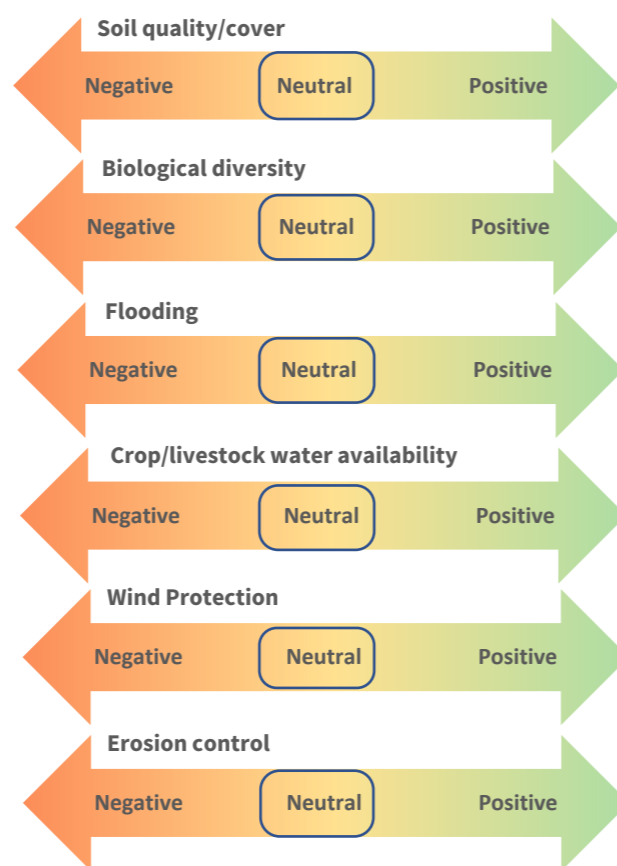 Soil quality/cover
Negative Neutral Positive
Biological diversity
Negative Neutral Positive
Flooding
Negative Neutral Positive
Crop/livestock water availability
Negative Neutral Positive
Wind Protection
Negative Neutral Positive
Erosion control
Negative Neutral Positive